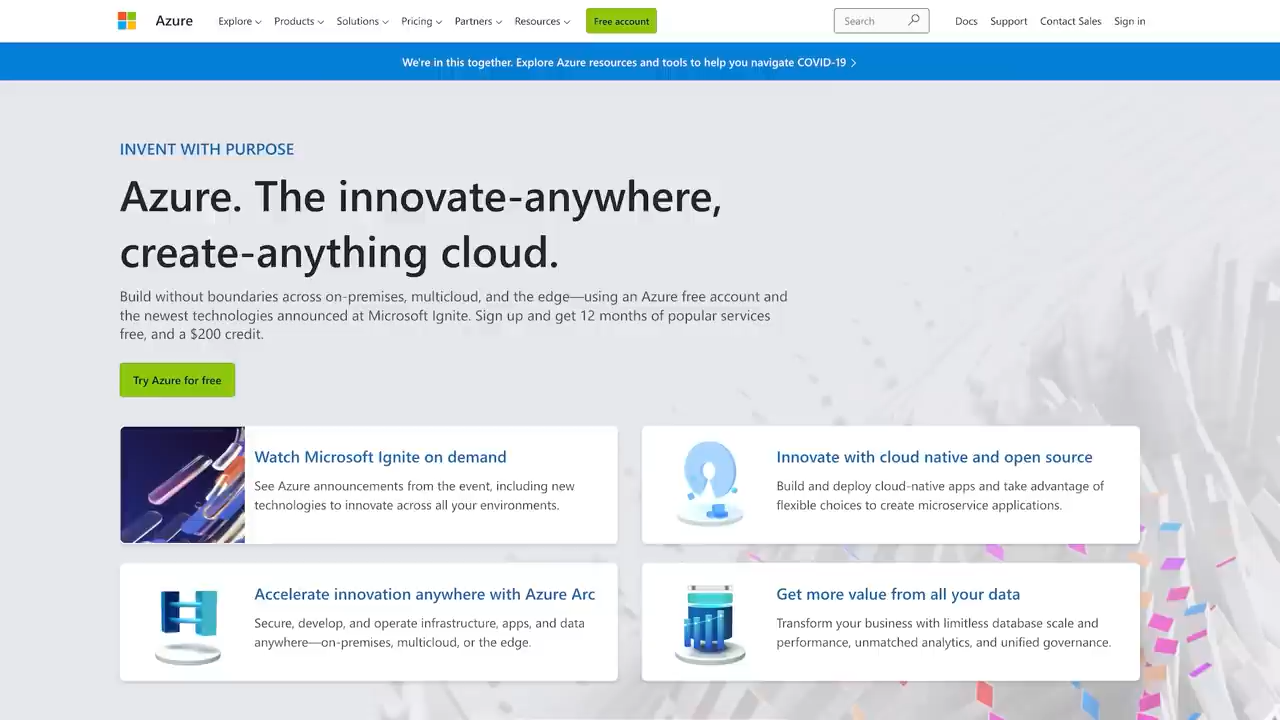 Azure Explore Products Solutions Pricing Partners Resources Free account Search Docs Support Contact Sales Sign in
We're in this together. Explore Azure resources and tools to help you navigate COVID-19
INVENT WITH PURPOSE
Azure. The innovate-anywhere,
create-anything cloud.
Build without boundaries across on-premises, multicloud, and the edge—using an Azure free account and
the newest technologies announced at Microsoft Ignite. Sign up and get 12 months of popular services
free, and a $200 credit.
Try Azure for free
Watch Microsoft Ignite on demand
See Azure announcements from the event, including new
technologies to innovate across all your environments.
Innovate with cloud native and open source
Build and deploy cloud-native apps and take advantage of
flexible choices to create microservice applications.
Accelerate innovation anywhere with Azure Arc
Secure, develop, and operate infrastructure, apps, and data
anywhere—on-premises, multicloud, or the edge.
Get more value from all your data
Transform your business with limitless database scale and
performance, unmatched analytics, and unified governance.